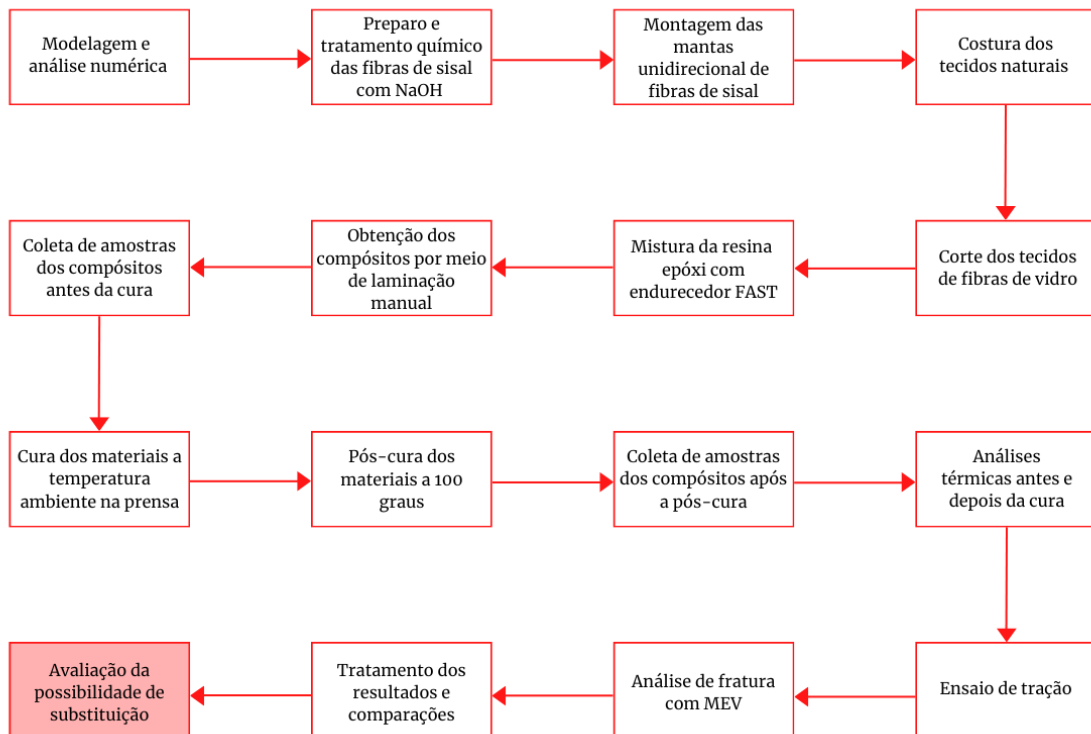 Modelagem e
análise numérica
Preparo e
tratamento químico
das fibras de sisal
com NaOH
Montagem das
mantas
unidirecional de
fibras de sisal
Costura dos
tecidos naturais
Corte dos tecidos
de fibras de vidro
Mistura da resina
epóxi com
endurecedor FAST
Obtenção dos
compósitos por meio
de laminação
manual
Coleta de amostras
dos compósitos
antes da cura
Cura dos materiais a
temperatura
ambiente na prensa
Pós-cura dos
materiais a 100
graus
Coleta de amostras
dos compósitos após
a pós-cura
Análises
térmicas antes e
depois da cura
Ensaio de tração
Análise de fratura
com MEV
Tratamento dos
resultados e
comparações
Avaliação da
possibilidade de
substituição